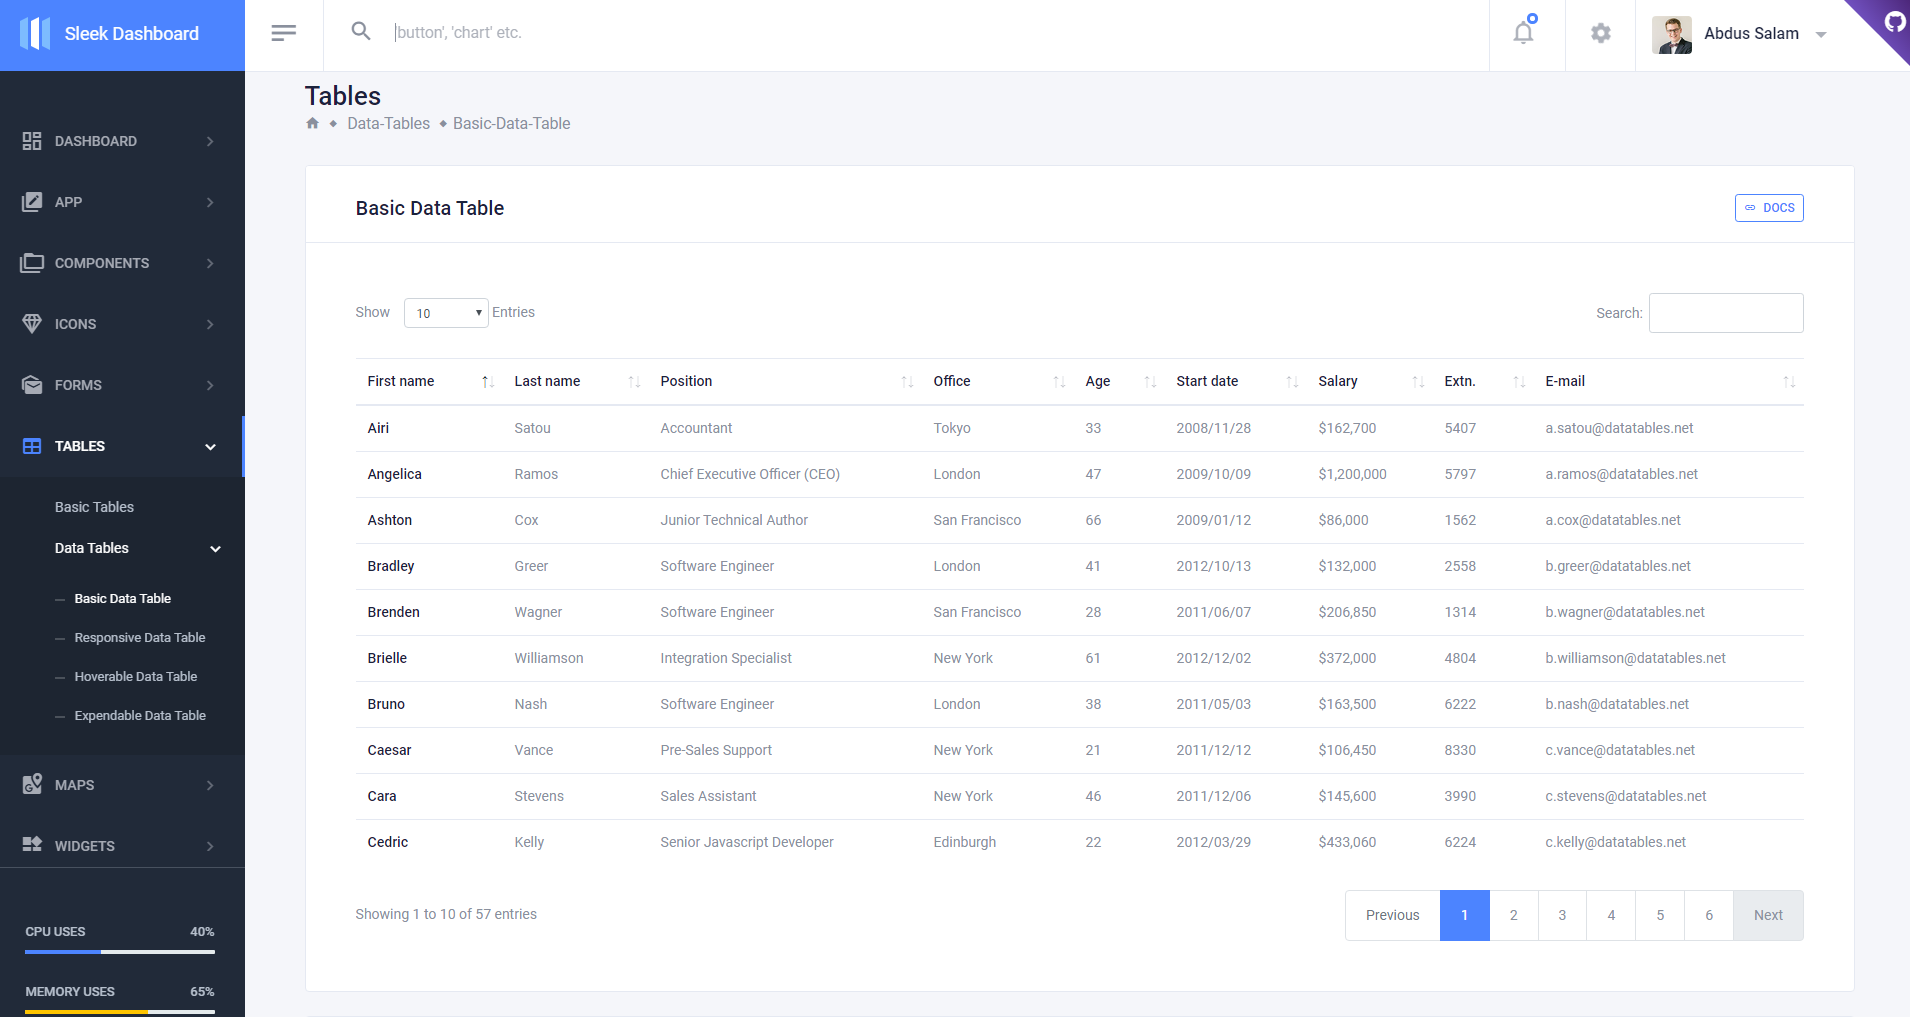 Sleek Dashboard
'button', 'chart' etc.
Abdus Salam
DASHBOARD
APP
COMPONENTS
ICONS
FORMS
TABLES
Basic Tables
Data Tables
Basic Data Table
Responsive Data Table
Hoverable Data Table
Expendable Data Table
MAPS
WIDGETS
CPU USES 40%
MEMORY USES 65%
Tables
Data-Tables Basic-Data-Table
Basic Data Table
DOCS
Show 10 Entries
Search:
First name Last name Position Office Age Start date Salary Extn. E-mail
Airi Satou Accountant Tokyo 33 2008/11/28 $162,700 5407 a.satou@datatables.net
Angelica Ramos Chief Executive Officer (CEO) London 47 2009/10/09 $1,200,000 5797 a.ramos@datatables.net
Ashton Cox Junior Technical Author San Francisco 66 2009/01/12 $86,000 1562 a.cox@datatables.net
Bradley Greer Software Engineer London 41 2012/10/13 $132,000 2558 b.greer@datatables.net
Brenden Wagner Software Engineer San Francisco 28 2011/06/07 $206,850 1314 b.wagner@datatables.net
Brielle Williamson Integration Specialist New York 61 2012/12/02 $372,000 4804 b.williamson@datatables.net
Bruno Nash Software Engineer London 38 2011/05/03 $163,500 6222 b.nash@datatables.net
Caesar Vance Pre-Sales Support New York 21 2011/12/12 $106,450 8330 c.vance@datatables.net
Cara Stevens Sales Assistant New York 46 2011/12/06 $145,600 3990 c.stevens@datatables.net
Cedric Kelly Senior Javascript Developer Edinburgh 22 2012/03/29 $433,060 6224 c.kelly@datatables.net
Showing 1 to 10 of 57 entries
Previous 1 2 3 4 5 6 Next